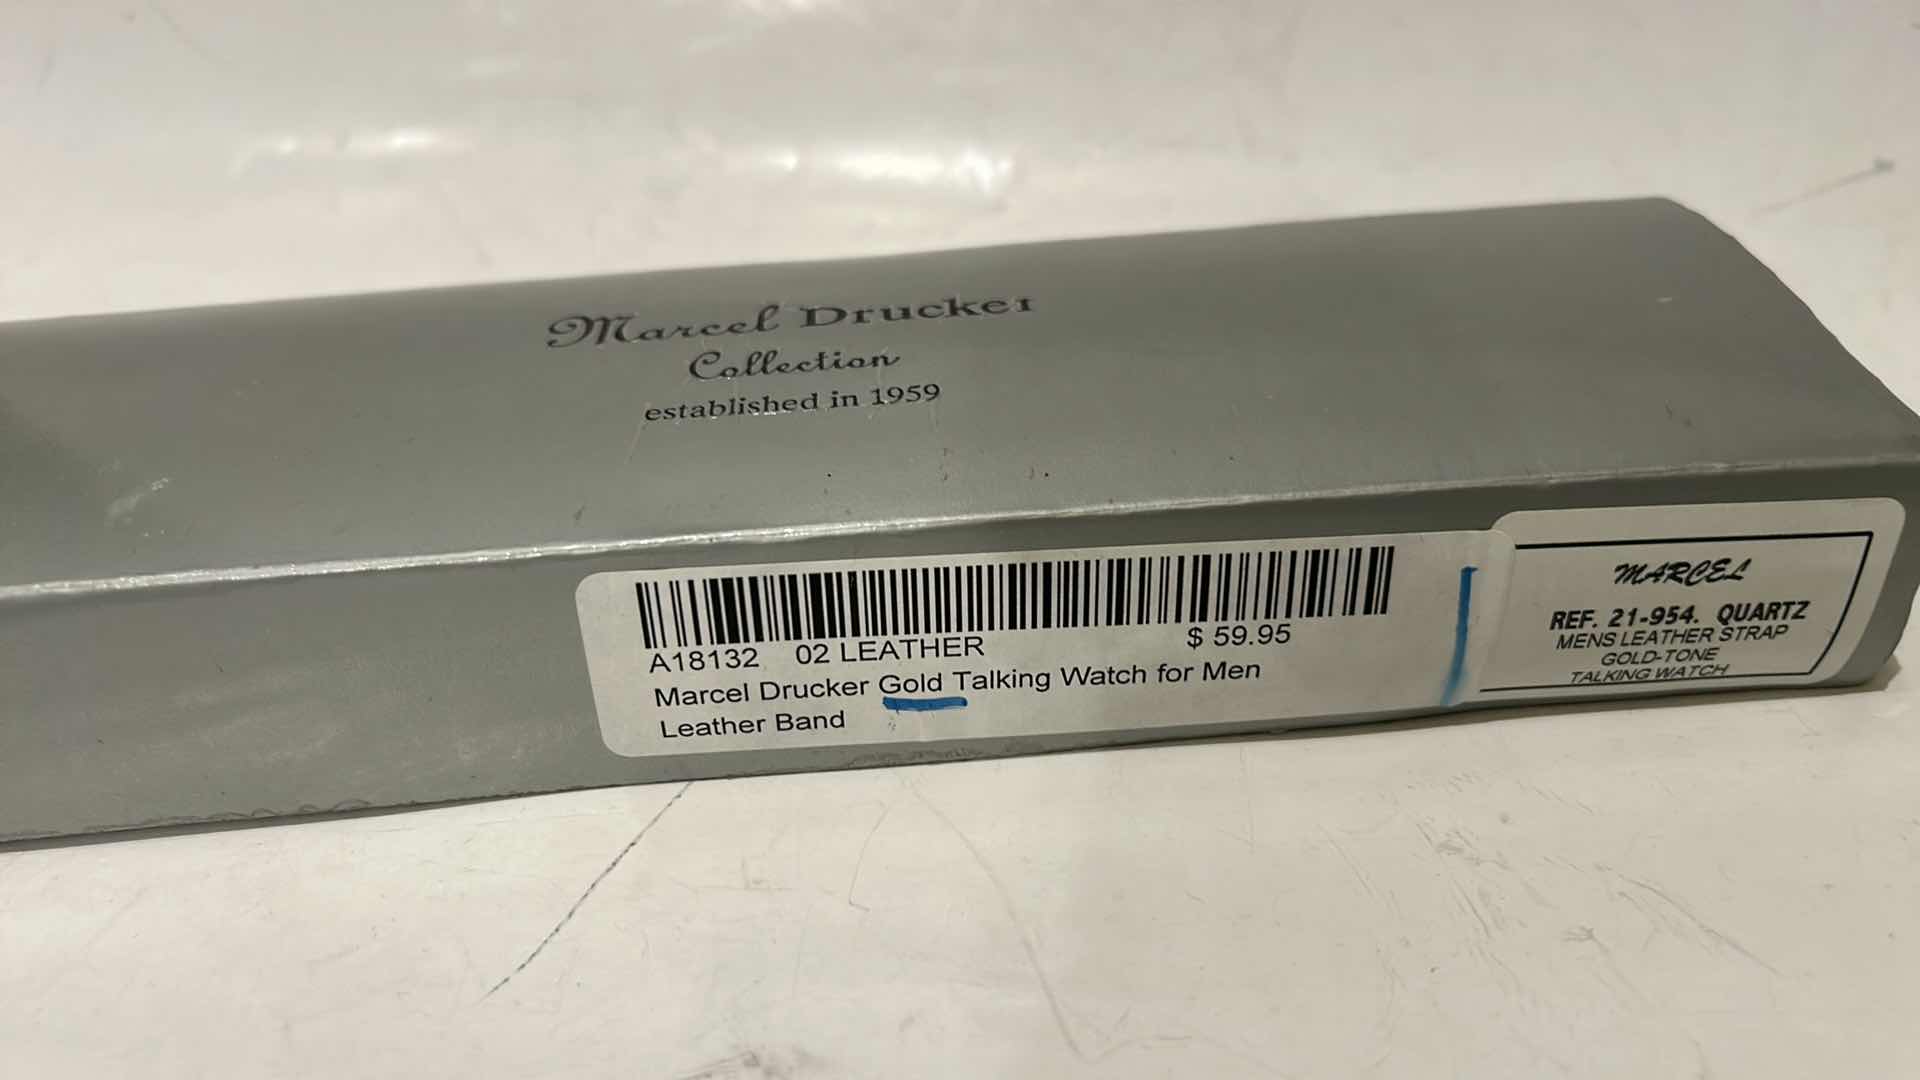 Marcel Drucker
Collection
established in 1959
A18132 02 LEATHER $ 59.95
Marcel Drucker Gold Talking Watch for Men
Leather Band
MARCEL
REF. 21-954. QUARTZ
MENS LEATHER STRAP
GOLD-TONE
TALKING WATCH